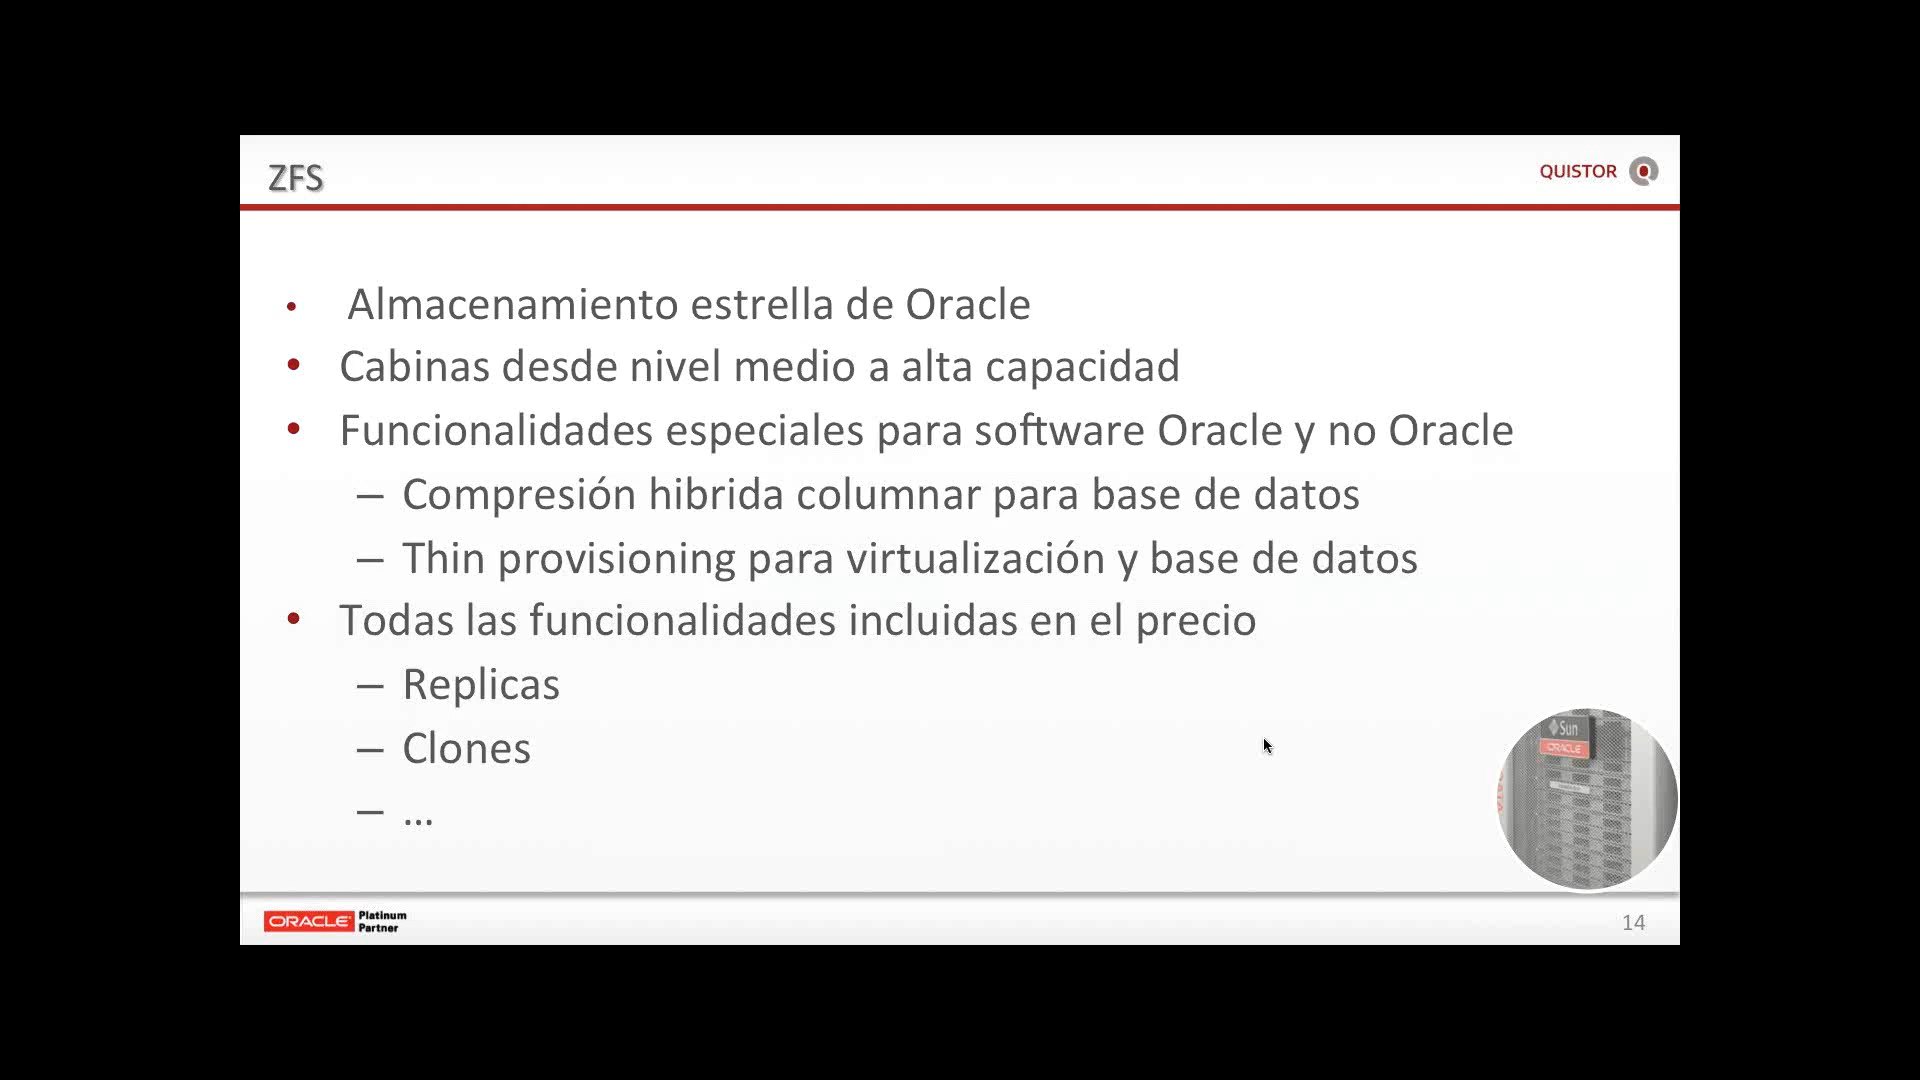 ZFS
QUISTOR
• Almacenamiento estrella de Oracle
• Cabinas desde nivel medio a alta capacidad
• Funcionalidades especiales para software Oracle y no Oracle
– Compresión hibrida columnar para base de datos
– Thin provisioning para virtualización y base de datos
• Todas las funcionalidades incluidas en el precio
– Replicas
– Clones
– ...
Sun
ORACLE
ORACLE Platinum
Partner
14